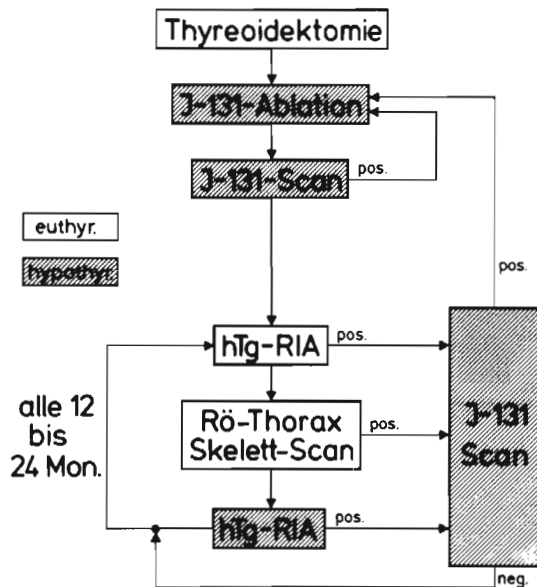 Thyreoidektomie
J-131-Ablation
J-131-Scan
pos.
euthyr.
hypothyr.
pos.
hTg-RIA
pos.
alle 12
bis
24 Mon.
Rö-Thorax
Skelett-Scan
pos.
J-131
Scan
hTg-RIA
pos.
neg.